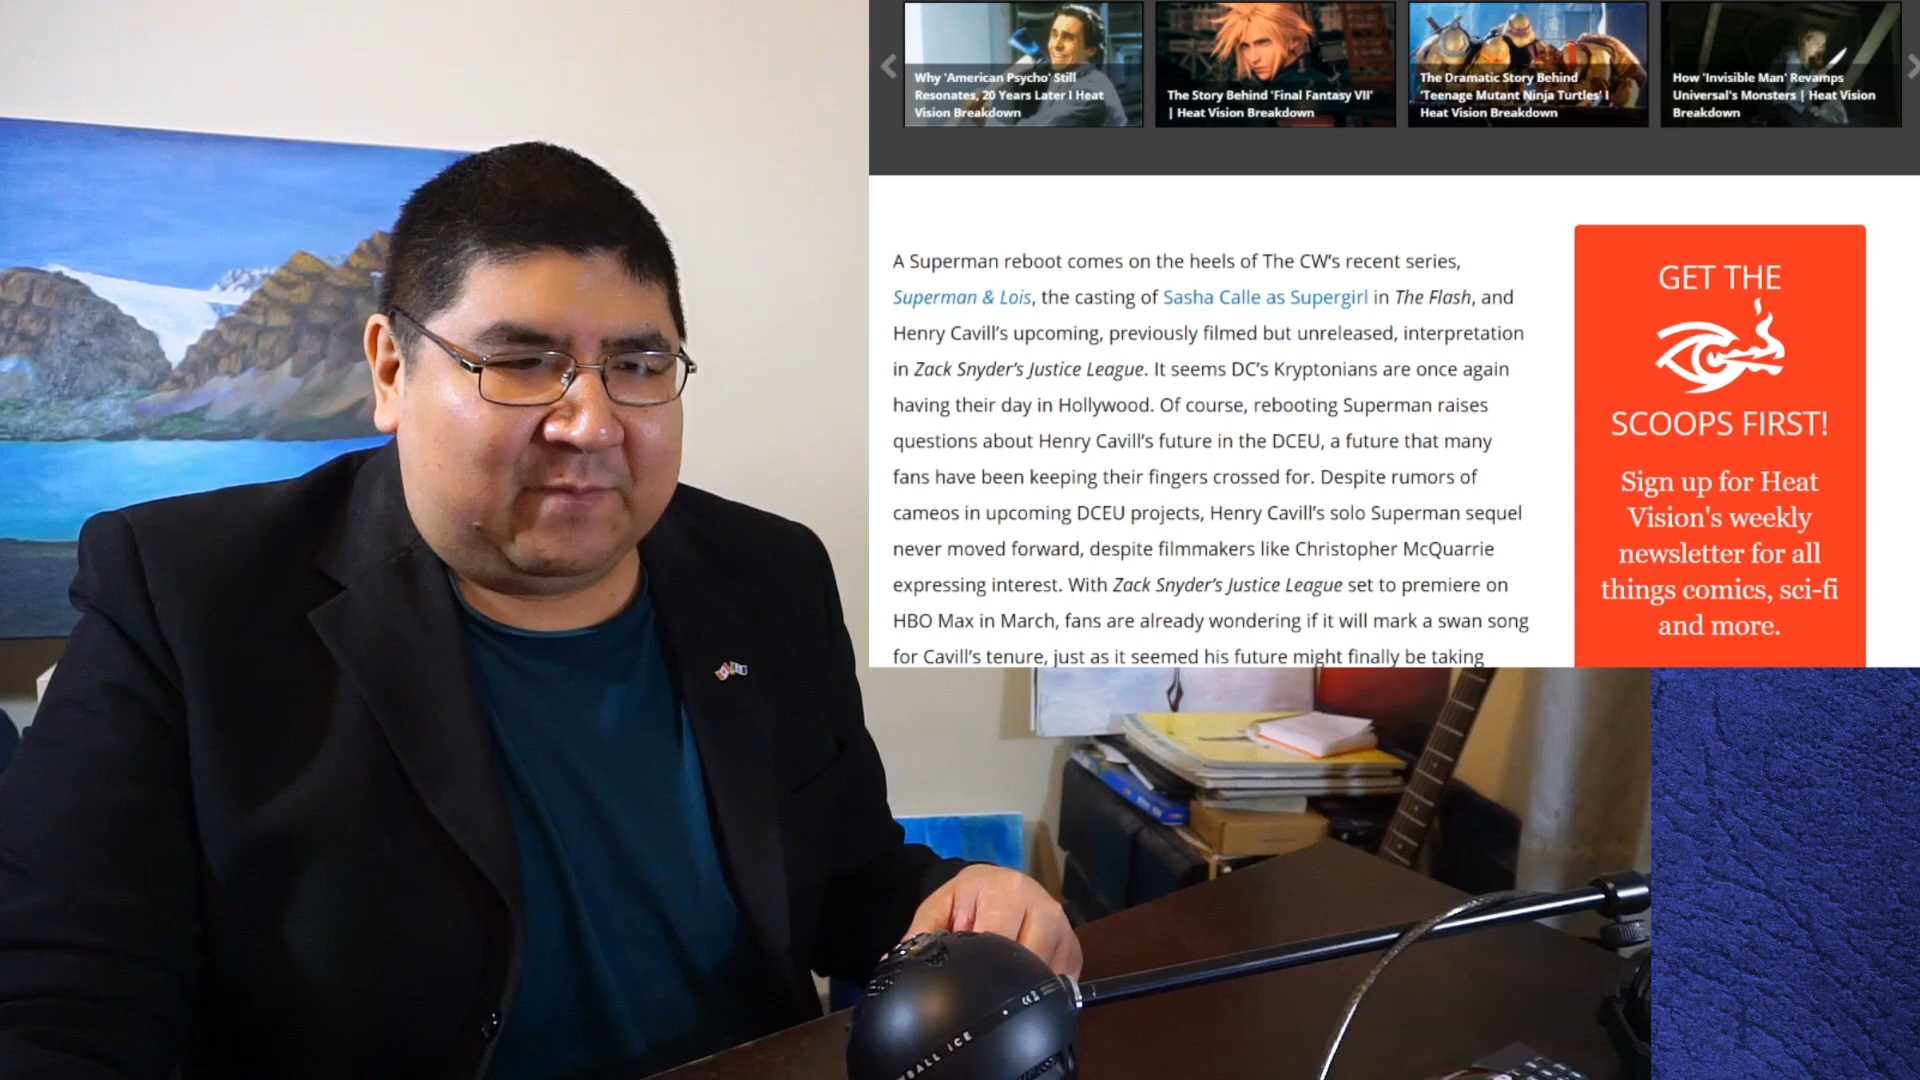 Why 'American Psycho' Still
Resonates, 20 Years Later | Heat
Vision Breakdown
The Story Behind 'Final Fantasy VII'
| Heat Vision Breakdown
The Dramatic Story Behind
'Teenage Mutant Ninja Turtles' |
Heat Vision Breakdown
How 'Invisible Man' Revamps
Universal's Monsters | Heat Vision
Breakdown
A Superman reboot comes on the heels of The CW's recent series,
Superman & Lois, the casting of Sasha Calle as Supergirl in The Flash, and
Henry Cavill's upcoming, previously filmed but unreleased, interpretation
in Zack Snyder's Justice League. It seems DC's Kryptonians are once again
having their day in Hollywood. Of course, rebooting Superman raises
questions about Henry Cavill's future in the DCEU, a future that many
fans have been keeping their fingers crossed for. Despite rumors of
cameos in upcoming DCEU projects, Henry Cavill's solo Superman sequel
never moved forward, despite filmmakers like Christopher McQuarrie
expressing interest. With Zack Snyder's Justice League set to premiere on
HBO Max in March, fans are already wondering if it will mark a swan song
for Cavill's tenure, just as it seemed his future might finally be taking
GET THE
SCOOPS FIRST!
Sign up for Heat
Vision's weekly
newsletter for all
things comics, sci-fi
and more.
WBALL iCE